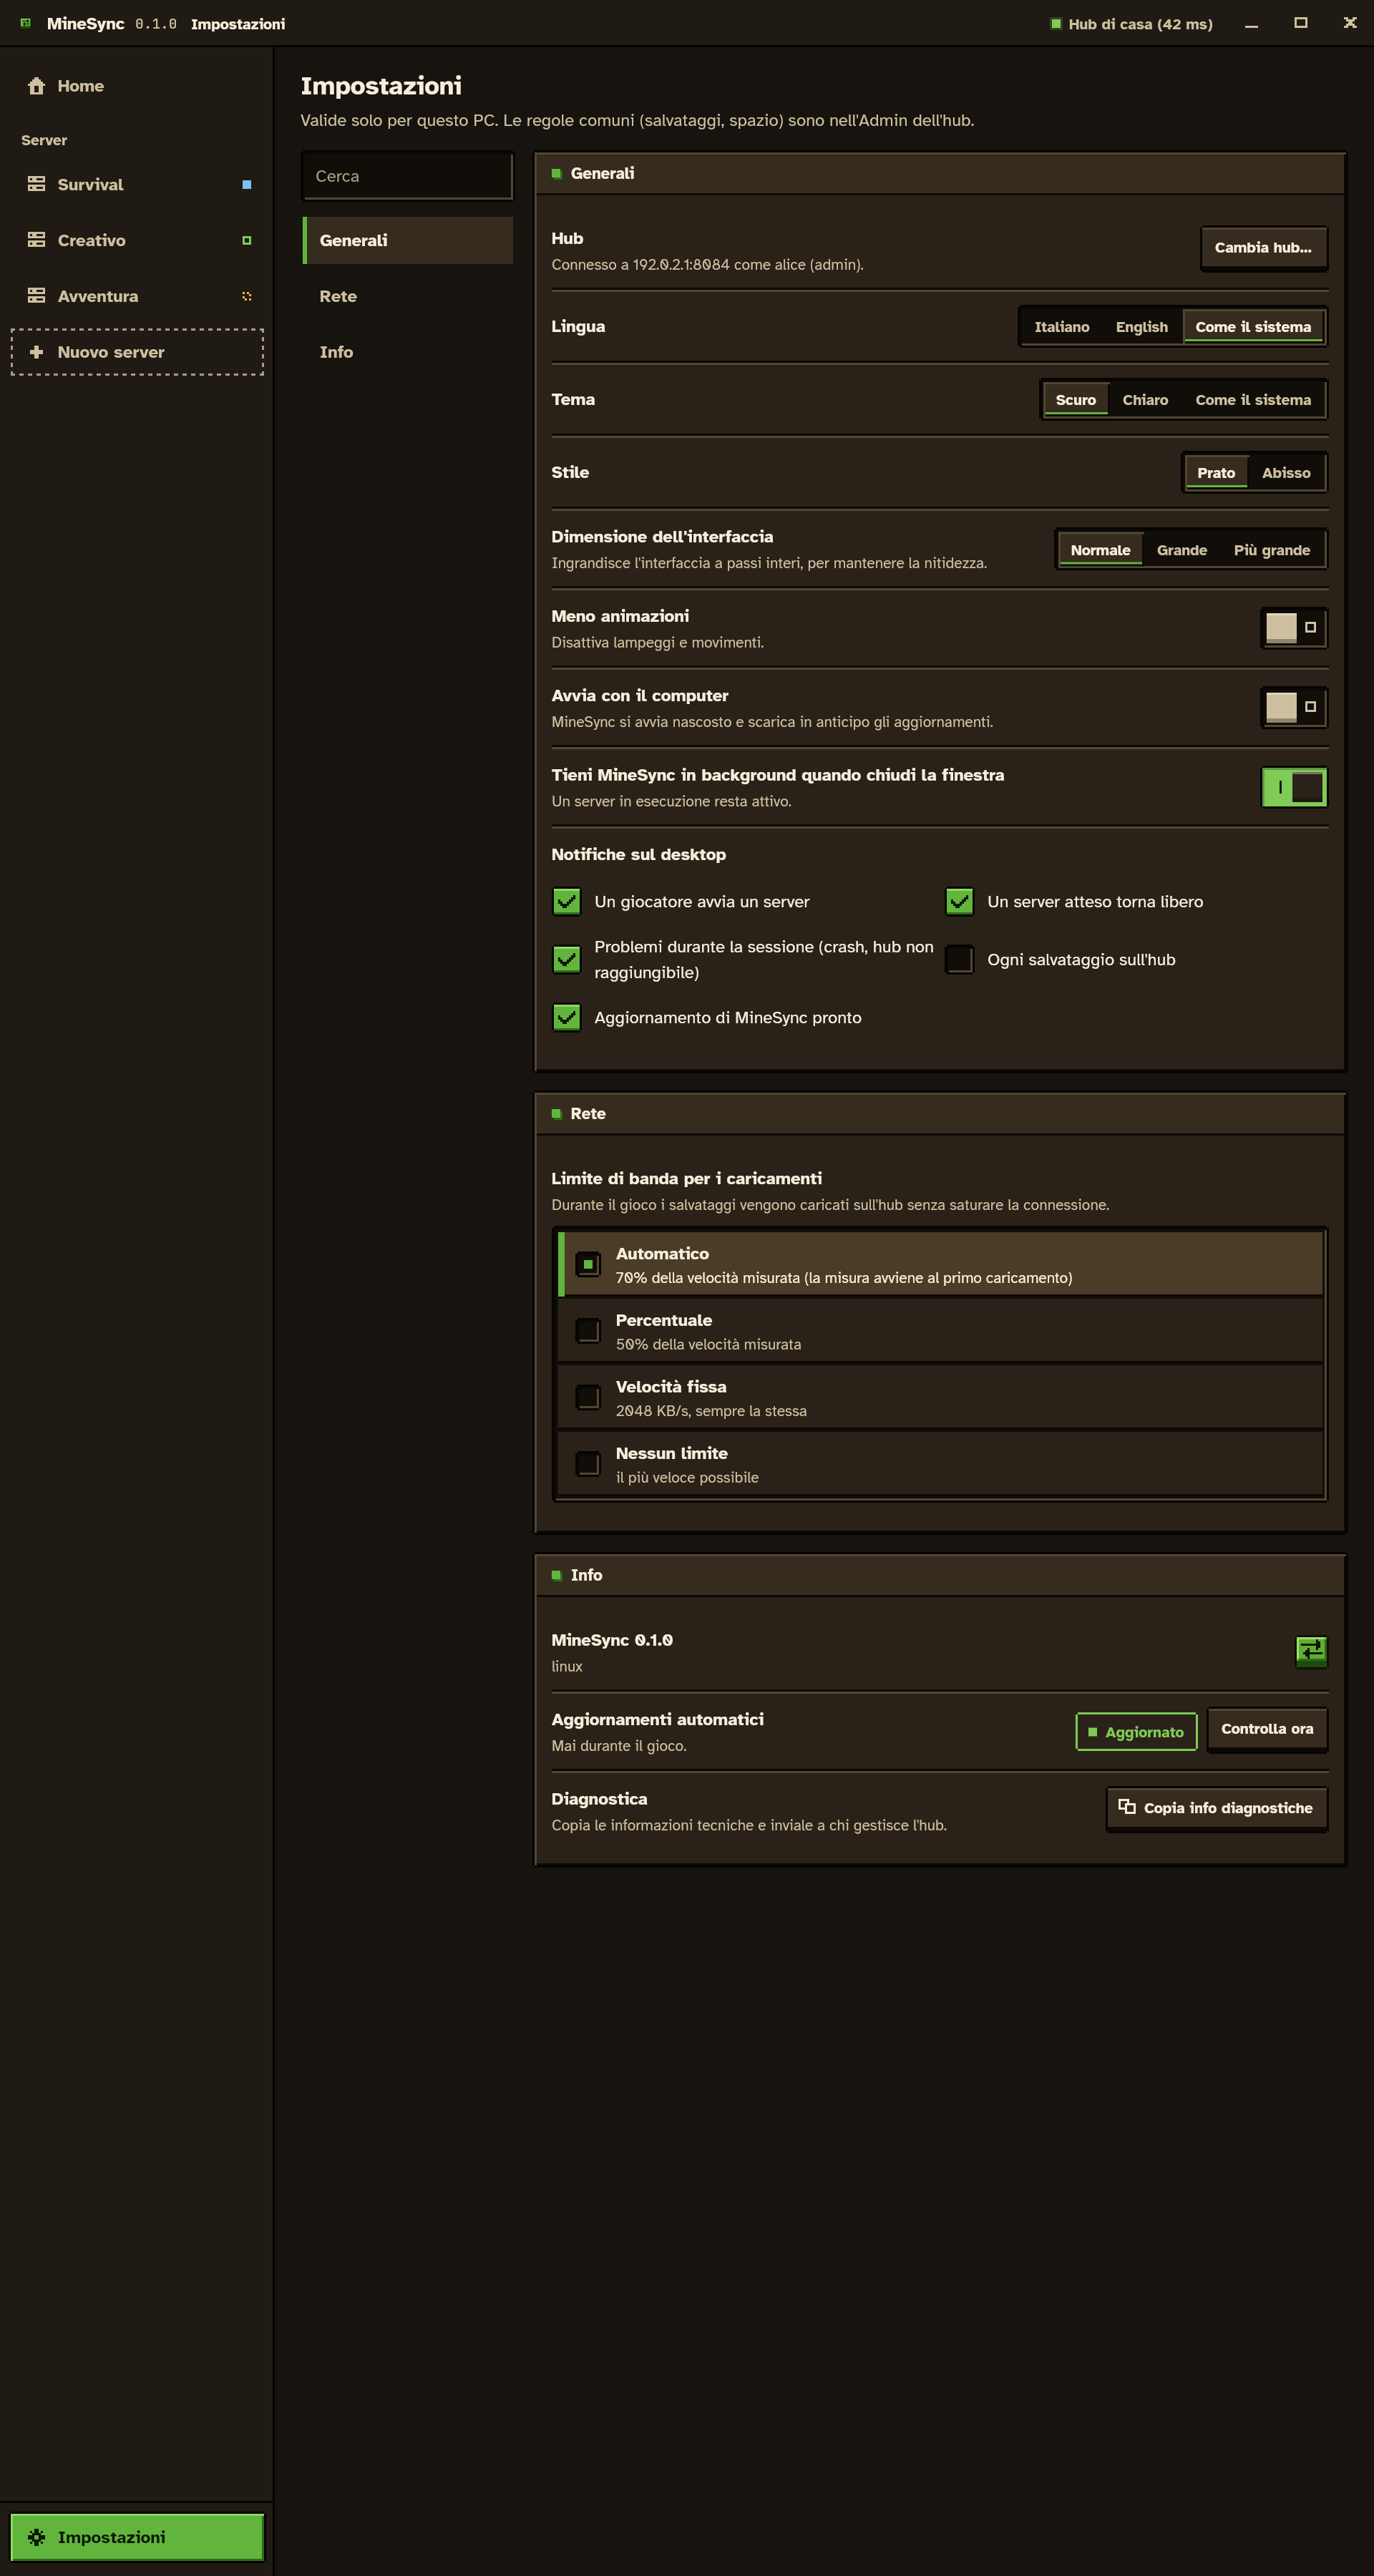 MineSync 0.1.0 Impostazioni
Hub di casa (42 ms)
Home
Server
Survival
Creativo
Avventura
Nuovo server
Impostazioni
Impostazioni
Valide solo per questo PC. Le regole comuni (salvataggi, spazio) sono nell'Admin dell'hub.
Cerca
Generali
Rete
Info
Generali
Hub
Connesso a 192.0.2.1:8084 come alice (admin).
Cambia hub...
Lingua
Italiano English Come il sistema
Tema
Scuro Chiaro Come il sistema
Stile
Prato Abisso
Dimensione dell'interfaccia
Ingrandisce l'interfaccia a passi interi, per mantenere la nitidezza.
Normale Grande Più grande
Meno animazioni
Disattiva lampeggi e movimenti.
Avvia con il computer
MineSync si avvia nascosto e scarica in anticipo gli aggiornamenti.
Tieni MineSync in background quando chiudi la finestra
Un server in esecuzione resta attivo.
Notifiche sul desktop
Un giocatore avvia un server
Un server atteso torna libero
Problemi durante la sessione (crash, hub non
raggiungibile)
Ogni salvataggio sull'hub
Aggiornamento di MineSync pronto
Rete
Limite di banda per i caricamenti
Durante il gioco i salvataggi vengono caricati sull'hub senza saturare la connessione.
Automatico
70% della velocità misurata (la misura avviene al primo caricamento)
Percentuale
50% della velocità misurata
Velocità fissa
2048 KB/s, sempre la stessa
Nessun limite
il più veloce possibile
Info
MineSync 0.1.0
linux
Aggiornamenti automatici
Mai durante il gioco.
Aggiornato
Controlla ora
Diagnostica
Copia le informazioni tecniche e inviale a chi gestisce l'hub.
Copia info diagnostiche